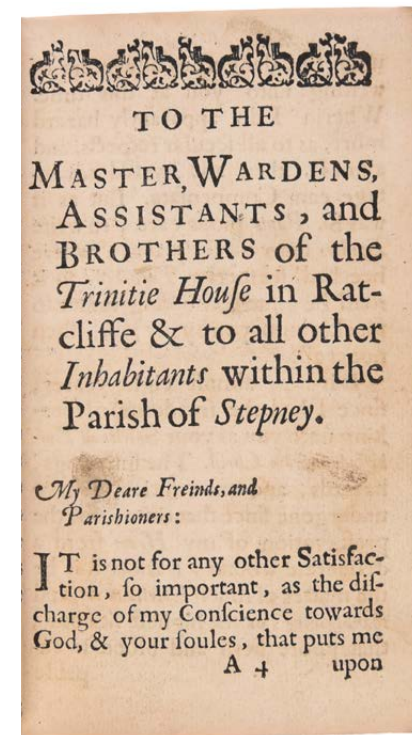 TO THE
MASTER, WARDENS,
ASSISTANTS, and
BROTHERS of the
Trinitie Houſe in Rat-
cliffe & to all other
Inhabitants within the
Pariſh of Stepney.
My Deare Freinds, and
Pariſhioners:
IT is not for any other Satisfac-
tion, ſo important, as the diſ-
charge of my Conſcience towards
God, & your ſoules, that puts me
A 4 upon